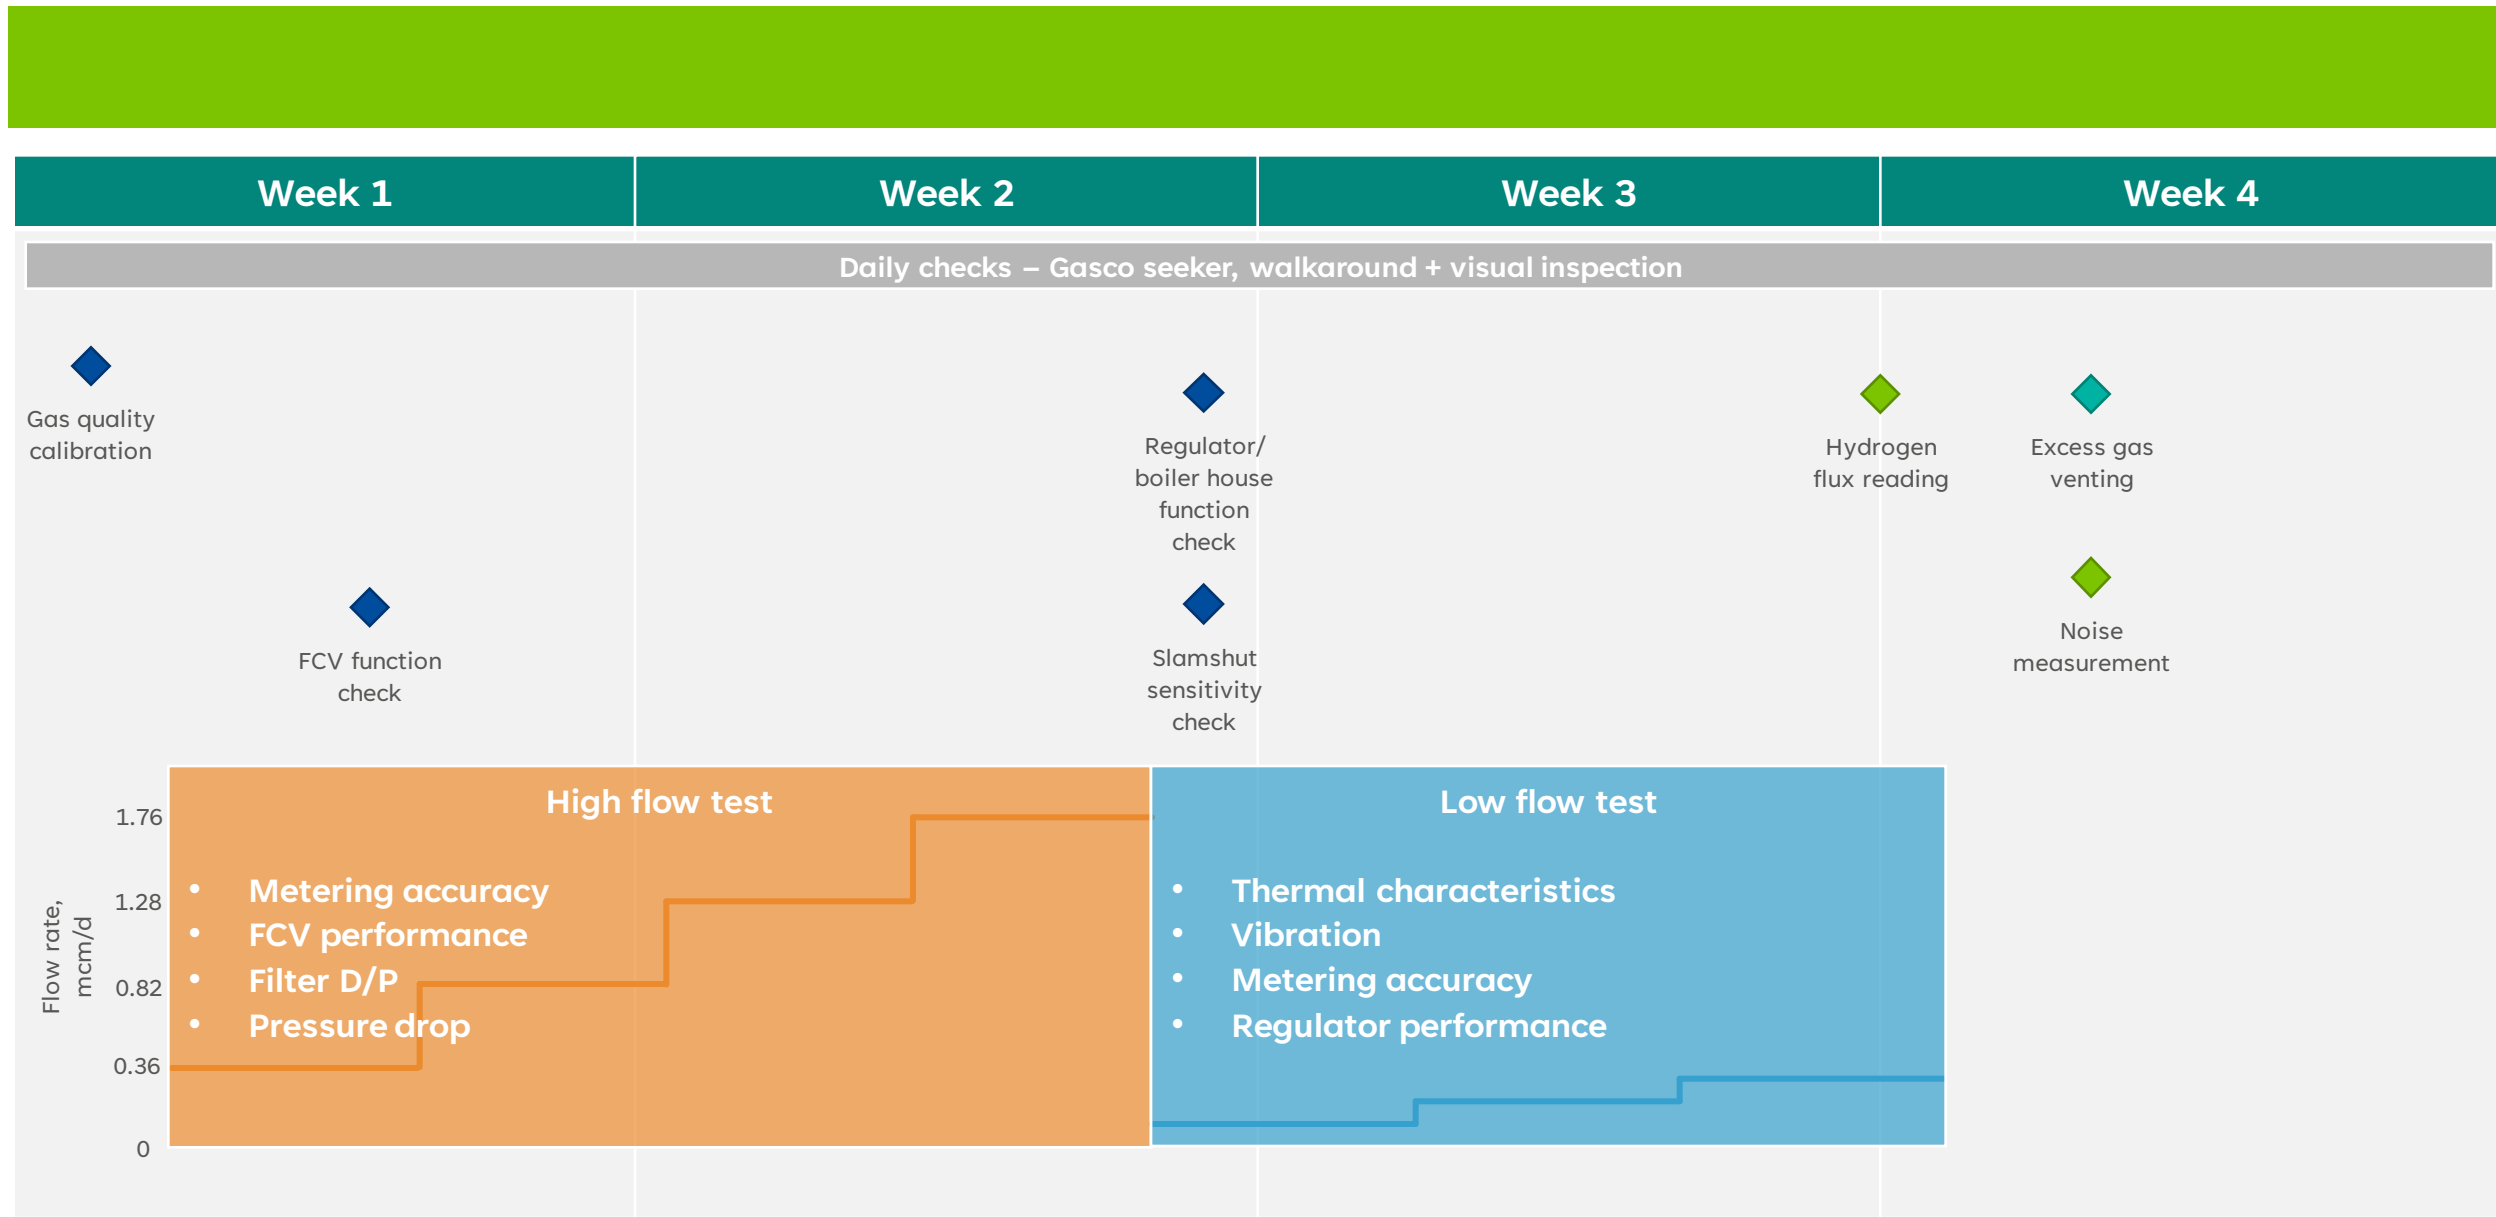 Week 1
Week 2
Week 3
Week 4
Daily checks – Gasco seeker, walkaround + visual inspection
Gas quality
calibration
FCV function
check
Regulator/
boiler house
function
check
Slamshut
sensitivity
check
Hydrogen
flux reading
Excess gas
venting
Noise
measurement
Flow rate,
mcm/d
1.76
1.28
0.82
0.36
0
High flow test
• Metering accuracy
• FCV performance
• Filter D/P
• Pressure drop
Low flow test
• Thermal characteristics
• Vibration
• Metering accuracy
• Regulator performance